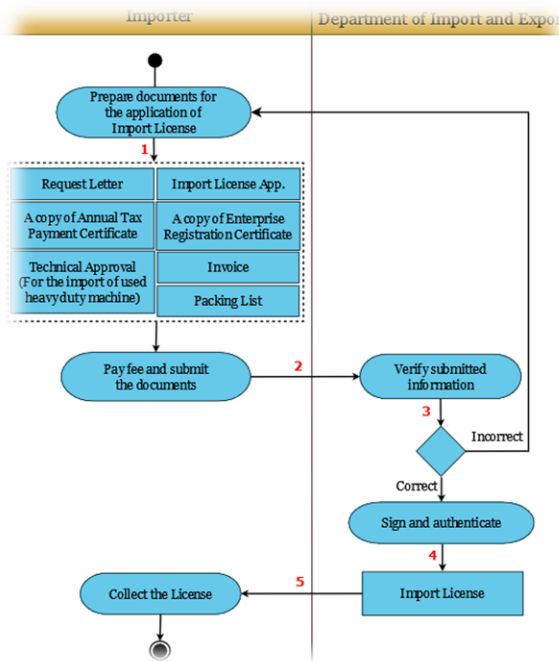 Importer
Department of Import and Expo
Prepare documents for
the application of
Import License
1
Request Letter
Import License App.
A copy of Annual Tax
Payment Certificate
A copy of Enterprise
Registration Certificate
Technical Approval
(For the import of used
heavy duty machine)
Invoice
Packing List
Pay fee and submit
the documents
2
Verify submitted
information
3
Incorrect
Correct
Sign and authenticate
4
Import License
5
Collect the License